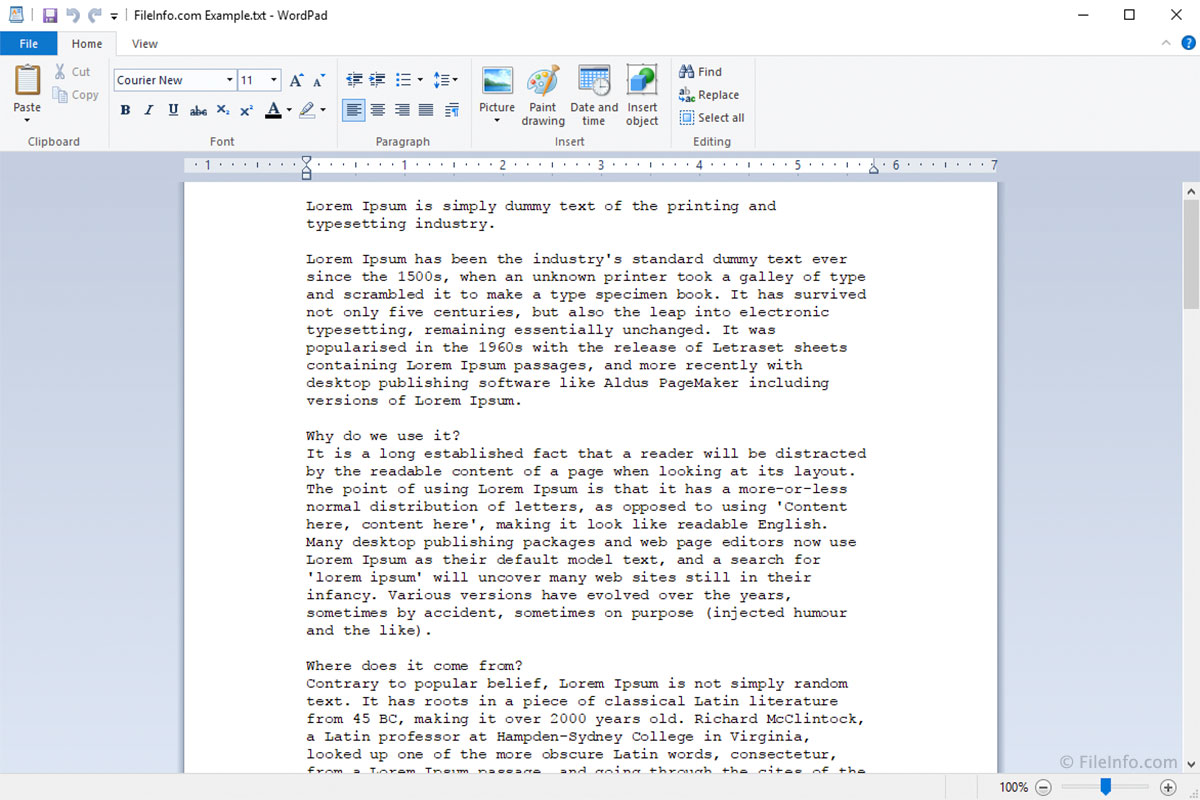 FileInfo.com Example.txt - WordPad
File Home View
Paste
Cut
Copy
Clipboard
Courier New 11
B I U abc X₂ X² A
Font
Paragraph
Picture
Paint drawing
Date and time
Insert object
Insert
Find
Replace
Select all
Editing
1 1 2 3 4 5 6 7
Lorem Ipsum is simply dummy text of the printing and
typesetting industry.
Lorem Ipsum has been the industry's standard dummy text ever
since the 1500s, when an unknown printer took a galley of type
and scrambled it to make a type specimen book. It has survived
not only five centuries, but also the leap into electronic
typesetting, remaining essentially unchanged. It was
popularised in the 1960s with the release of Letraset sheets
containing Lorem Ipsum passages, and more recently with
desktop publishing software like Aldus PageMaker including
versions of Lorem Ipsum.
Why do we use it?
It is a long established fact that a reader will be distracted
by the readable content of a page when looking at its layout.
The point of using Lorem Ipsum is that it has a more-or-less
normal distribution of letters, as opposed to using 'Content
here, content here', making it look like readable English.
Many desktop publishing packages and web page editors now use
Lorem Ipsum as their default model text, and a search for
'lorem ipsum' will uncover many web sites still in their
infancy. Various versions have evolved over the years,
sometimes by accident, sometimes on purpose (injected humour
and the like).
Where does it come from?
Contrary to popular belief, Lorem Ipsum is not simply random
text. It has roots in a piece of classical Latin literature
from 45 BC, making it over 2000 years old. Richard McClintock,
a Latin professor at Hampden-Sydney College in Virginia,
looked up one of the more obscure Latin words, consectetur,
from a Lorem Ipsum passage, and going through the cites of the
© FileInfo.com
100%